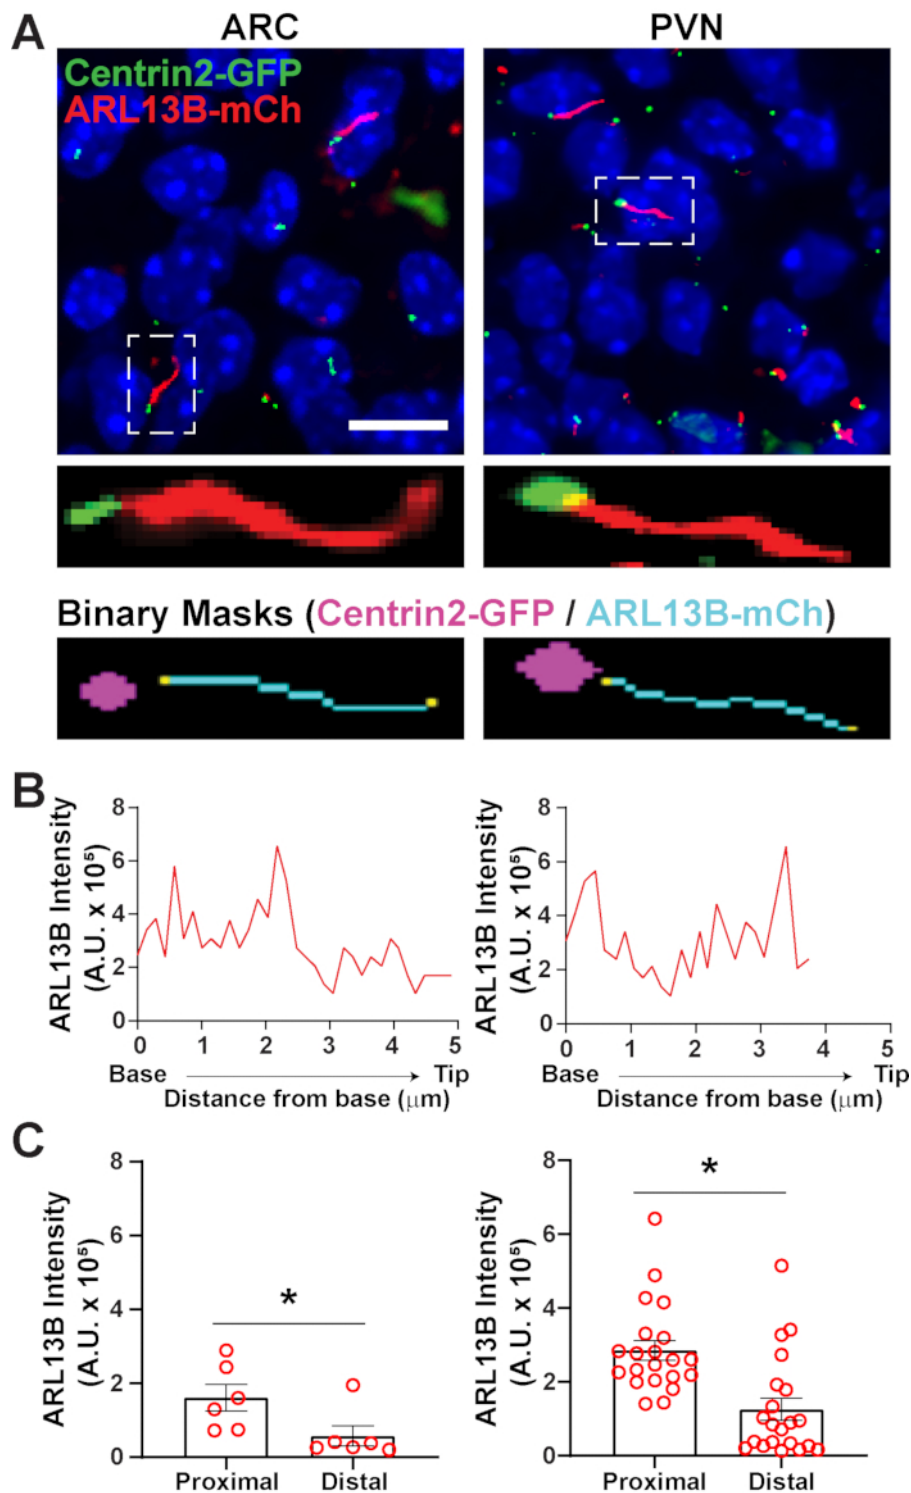 A
ARC
PVN
Centrin2-GFP
ARL13B-mCh
Binary Masks (Centrin2-GFP / ARL13B-mCh)
B
ARL13B Intensity
(A.U. x 10⁵)
8
6
4
2
0
0 1 2 3 4 5
Base Tip
Distance from base (μm)
ARL13B Intensity
(A.U. x 10⁵)
8
6
4
2
0
0 1 2 3 4 5
Base Tip
Distance from base (μm)
C
ARL13B Intensity
(A.U. x 10⁵)
8
6
4
2
0
*
Proximal Distal
ARL13B Intensity
(A.U. x 10⁵)
8
6
4
2
0
*
Proximal Distal